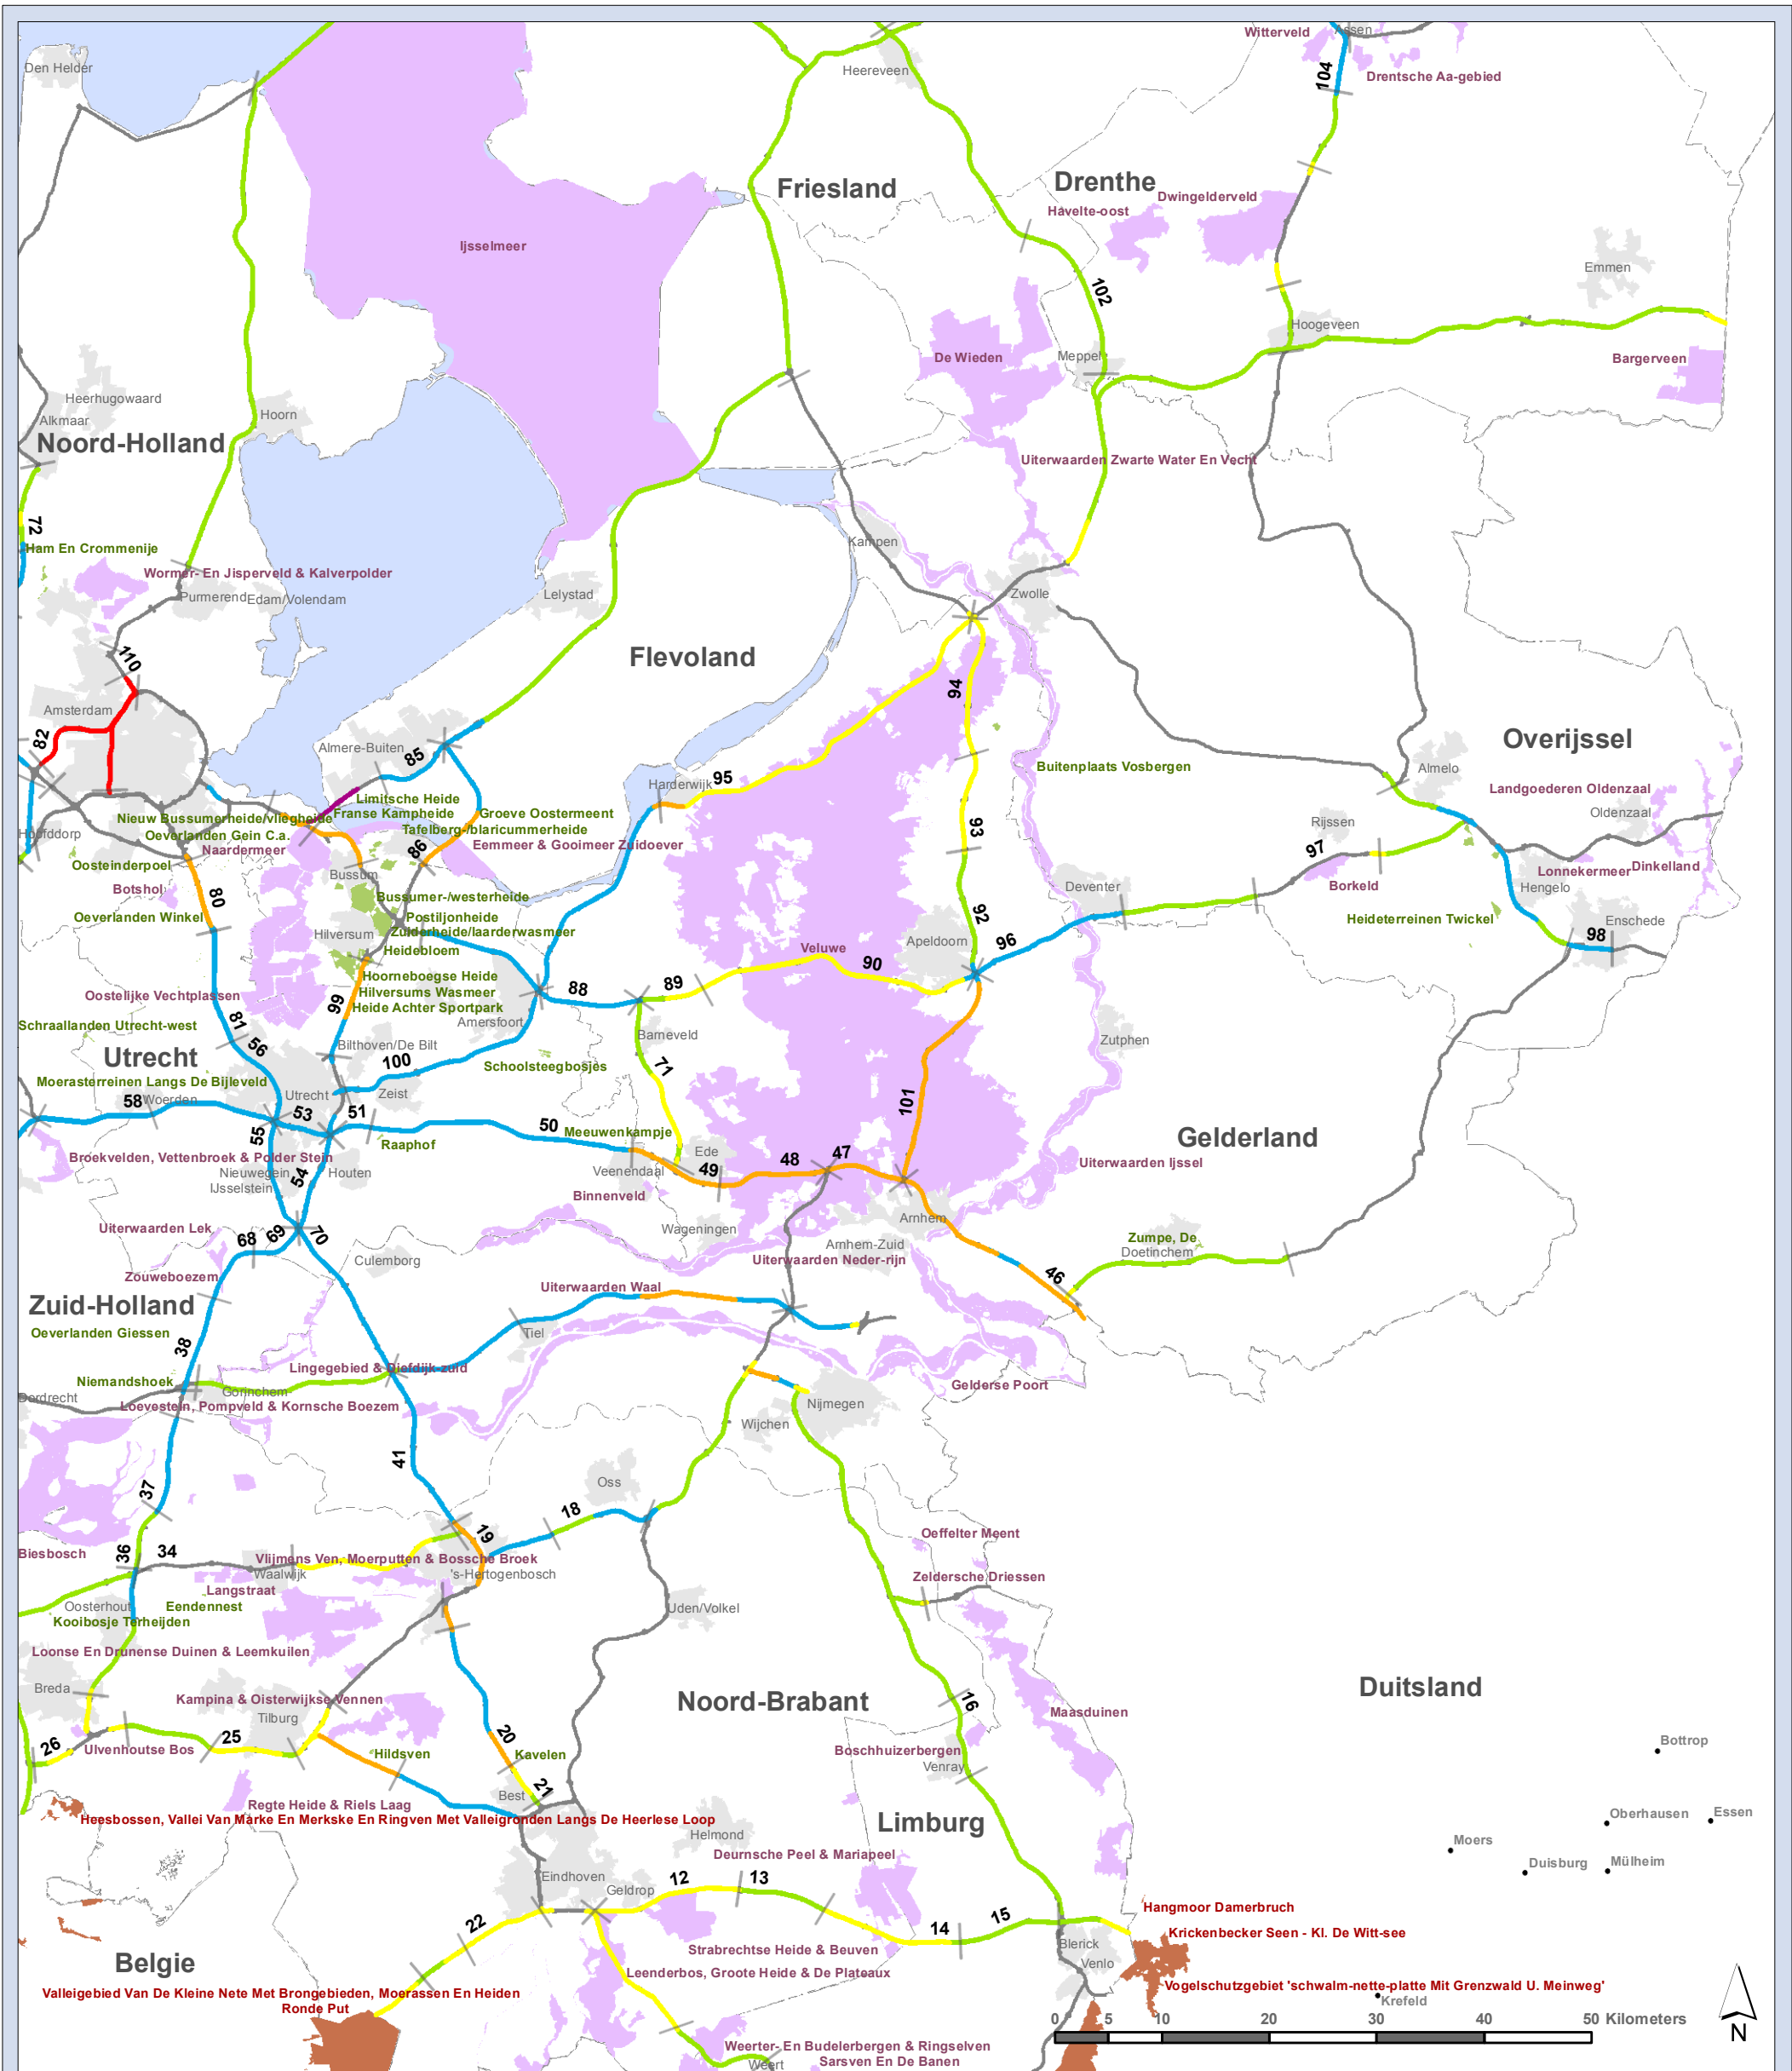 Den Helder
Heereveen
Witterveld
Assen
104
Drentsche Aa-gebied
Friesland
Drenthe
Dwingelderveld
Havelte-oost
Ijsselmeer
Emmen
102
Hoogeveen
De Wieden
Meppel
Bargerveen
Heerhugowaard
Alkmaar
Hoorn
Noord-Holland
Uiterwaarden Zwarte Water En Vecht
72
Ham En Crommenije
Kampen
Wormer- En Jisperveld & Kalverpolder
Purmerend
Edam/Volendam
Lelystad
Zwolle
110
Flevoland
94
Amsterdam
82
Almere-Buiten
85
Overijssel
Buitenplaats Vosbergen
Almelo
Harderwijk
95
Landgoederen Oldenzaal
Oldenzaal
Limitsche Heide
Franse Kampheide
Groeve Oostermeent
Nieuw Bussumerheide/vliegheide
Tafelberg-/blaricummerheide
Hoofddorp
Oeverlanden Gein C.a.
Naardermeer
Eemmeer & Gooimeer Zuidoever
86
93
Rijssen
97
Oosteinderpoel
Bussum
Botshol
80
Borkeld
Lonnekermeer
Dinkelland
Hengelo
Deventer
Bussumer-/westerheide
Oeverlanden Winkel
Postiljonheide
Zuiderheide/laarderwasmeer
Hilversum
92
Heideterreinen Twickel
Enschede
98
Heidebloem
Apeldoorn
96
Veluwe
90
Hoorneboegse Heide
Hilversums Wasmeer
Heide Achter Sportpark
89
88
Oostelijke Vechtplassen
99
Amersfoort
Schraallanden Utrecht-west
81
56
Barneveld
Zutphen
Utrecht
Bilthoven/De Bilt
100
Schoolsteegbosjes
71
Moerasterreinen Langs De Bijleveld
58
Woerden
Utrecht
Zeist
101
53
51
50
Meeuwenkampje
55
Raaphof
Gelderland
Broekvelden, Vettenbroek & Polder Stein
Ede
Veenendaal
49
48
47
Nieuwegein
IJsselstein
54
Houten
Uiterwaarden Ijssel
Binnenveld
Uiterwaarden Lek
68
69
70
Wageningen
Arnhem
Arnhem-Zuid
Culemborg
Zumpe, De
Doetinchem
Uiterwaarden Neder-rijn
46
Zouweboezem
Uiterwaarden Waal
Zuid-Holland
Oeverlanden Giessen
38
Tiel
Lingegebied & Diefdijk-zuid
Niemandshoek
Gorinchem
Gelderse Poort
Dordrecht
Loevestein, Pompveld & Kornsche Boezem
Nijmegen
Wijchen
41
Oss
37
18
19
Oeffelter Meent
Biesbosch
36
34
Vlijmens Ven, Moerputten & Bossche Broek
Waalwijk
's-Hertogenbosch
Zeldersche Driessen
Langstraat
Oosterhout
Eendennest
Kooibosje Terheijden
Uden/Volkel
Loonse En Drunense Duinen & Leemkuilen
Breda
Noord-Brabant
Duitsland
Kampina & Oisterwijkse Vennen
Tilburg
16
Maasduinen
25
26
Ulvenhoutse Bos
Hildsven
20
Kavelen
Boschhuizerbergen
Venray
Bottrop
21
Best
Regte Heide & Riels Laag
Heesbossen, Vallei Van Marke En Merkske En Ringven Met Valleigronden Langs De Heerlese Loop
Limburg
Oberhausen
Essen
Helmond
Moers
Deurnsche Peel & Mariapeel
Duisburg
Mülheim
Eindhoven
Geldrop
12
13
22
14
15
Hangmoor Damerbruch
Krickenbecker Seen - Kl. De Witt-see
Blerick
Belgie
Strabrechtse Heide & Beuven
Venlo
Leenderbos, Groote Heide & De Plateaux
Vogelschutzgebiet 'schwalm-nette-platte Mit Grenzwald U. Meinweg'
Valleigebied Van De Kleine Nete Met Brongebieden, Moerassen En Heiden
Ronde Put
Krefeld
0 5 10 20 30 40 50 Kilometers
N
Weerter- En Budelerbergen & Ringselven
Weert
Sarsven En De Banen